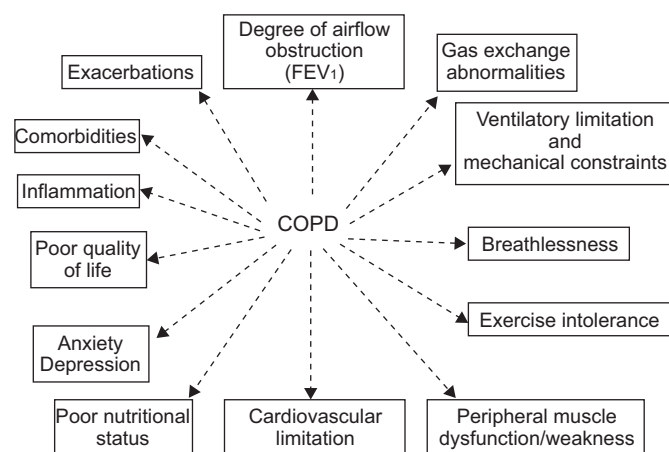 Degree of airflow
obstruction
(FEV₁)
Gas exchange
abnormalities
Exacerbations
Ventilatory limitation
and
mechanical constraints
Comorbidities
Inflammation
COPD
Poor quality
of life
Breathlessness
Exercise intolerance
Anxiety
Depression
Poor nutritional
status
Cardiovascular
limitation
Peripheral muscle
dysfunction/weakness